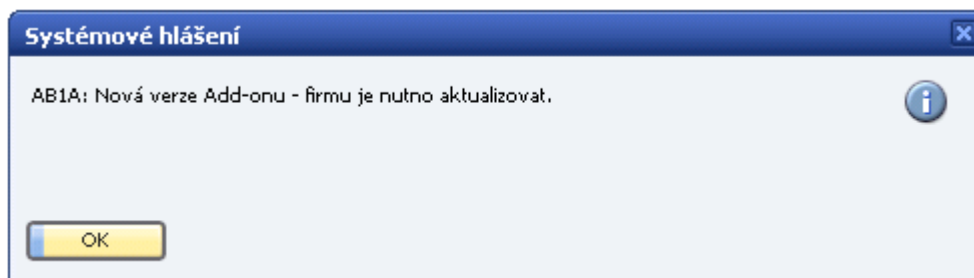 Systémové hlášení
AB1A: Nová verze Add-onu - firmu je nutno aktualizovat.
OK